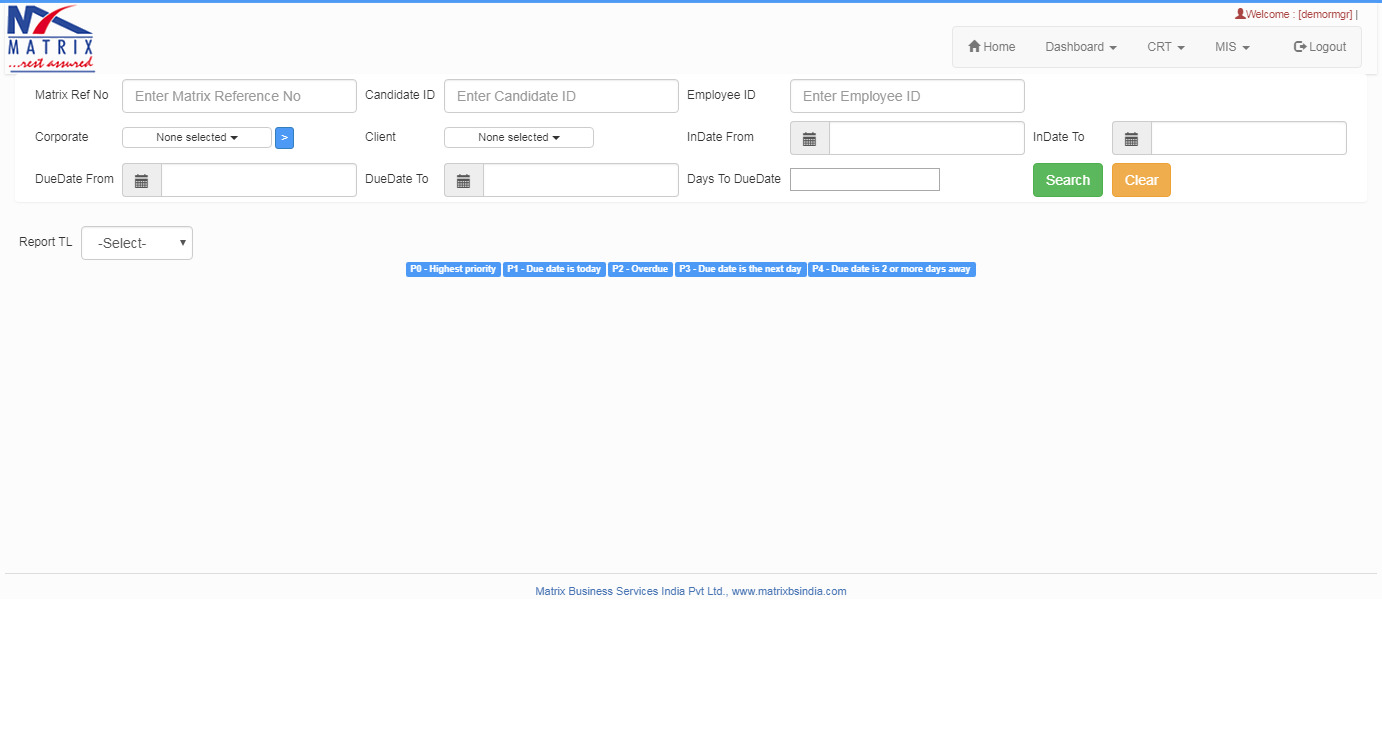 Welcome : [demormgr] |
MATRIX
...rest assured
Home Dashboard CRT MIS Logout
Matrix Ref No Enter Matrix Reference No Candidate ID Enter Candidate ID Employee ID Enter Employee ID
Corporate None selected > Client None selected InDate From InDate To
DueDate From DueDate To Days To DueDate Search Clear
Report TL -Select-
P0 - Highest priority P1 - Due date is today P2 - Overdue P3 - Due date is the next day P4 - Due date is 2 or more days away
Matrix Business Services India Pvt Ltd., www.matrixbsindia.com